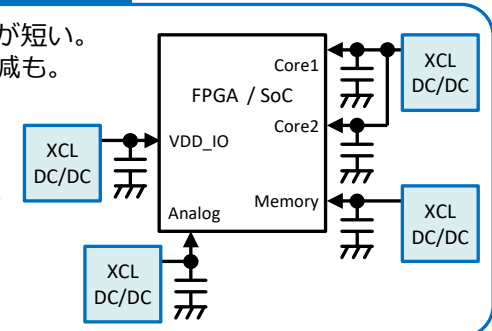 が短い。
減も。
FPGA / SoC
Core1
Core2
VDD_IO
Memory
Analog
XCL
DC/DC
XCL
DC/DC
XCL
DC/DC
XCL
DC/DC